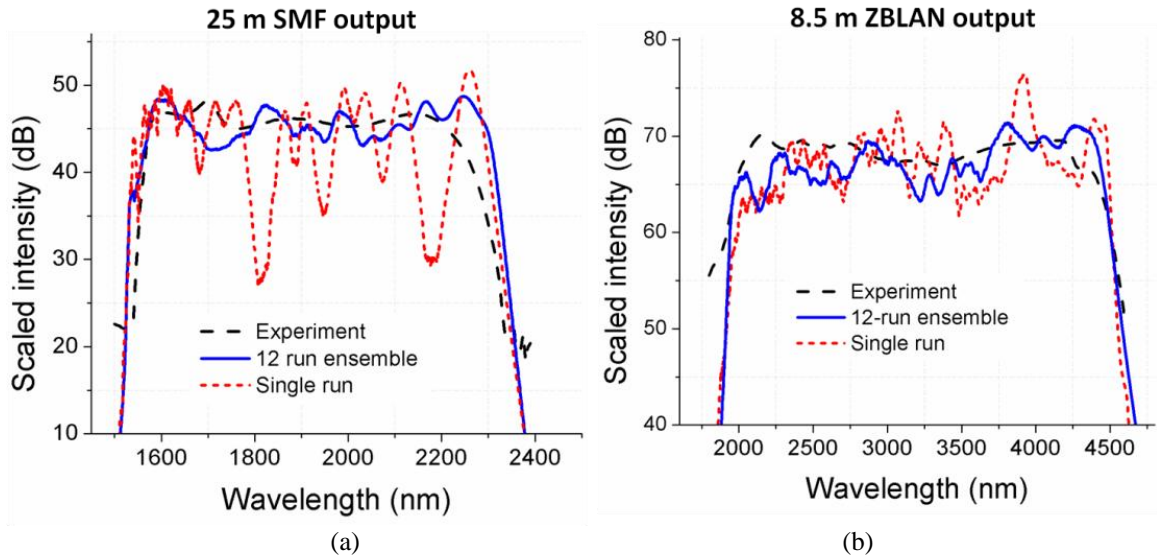 25 m SMF output
Scaled intensity (dB)
50
40
30
20
10
Experiment
12 run ensemble
Single run
1600 1800 2000 2200 2400
Wavelength (nm)
(a)
8.5 m ZBLAN output
Scaled intensity (dB)
80
70
60
50
40
Experiment
12-run ensemble
Single run
2000 2500 3000 3500 4000 4500
Wavelength (nm)
(b)